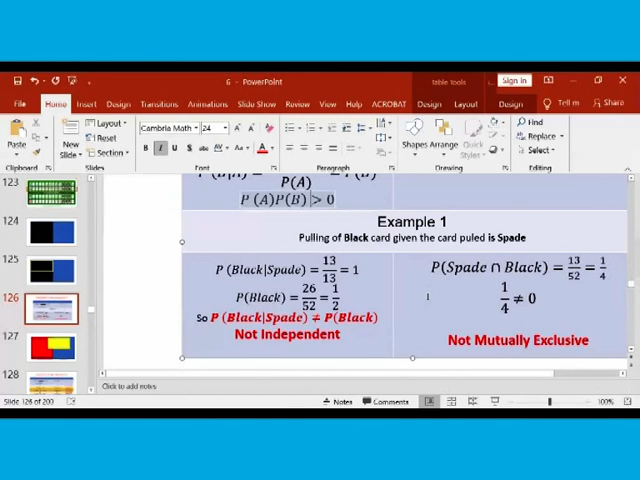 6 - PowerPoint
table tools
Sign in
File Home Insert Design Transitions Animations Slide Show Review View Help ACROBAT Design Layout Design Tell m Share
Paste
Clipboard
New Slide
Layout
Reset
Section
Slides
Cambria Math 24
B I U S
Font
Paragraph
Shapes Arrange Quick Styles
Drawing
Find
Replace
Select
Editing
123
124
125
126
127
128
P(B|A) = P(A) = P(B)
P(A)P(B) > 0
Example 1
Pulling of Black card given the card puled is Spade
P(Black|Spade) = 13/13 = 1
P(Black) = 26/52 = 1/2
So P(Black|Spade) ≠ P(Black)
Not Independent
P(Spade ∩ Black) = 13/52 = 1/4
1/4 ≠ 0
Not Mutually Exclusive
Click to add notes
Slide 126 of 200
Notes Comments
100%